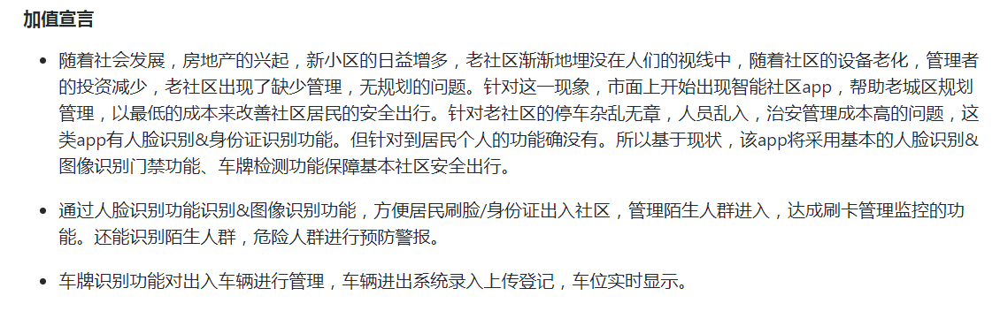 加值宣言
随着社会发展，房地产的兴起，新小区的日益增多，老社区渐渐地埋没在人们的视线中，随着社区的设备老化，管理者
的投资减少，老社区出现了缺少管理，无规划的问题。针对这一现象，市面上开始出现智能社区app，帮助老城区规划
管理，以最低的成本来改善社区居民的安全出行。针对老社区的停车杂乱无章，人员乱入，治安管理成本高的问题，这
类app有人脸识别&身份证识别功能。但针对到居民个人的功能确没有。所以基于现状，该app将采用基本的人脸识别&
图像识别门禁功能、车牌检测功能保障基本社区安全出行。
通过人脸识别功能识别&图像识别功能，方便居民刷脸/身份证出入社区，管理陌生人群进入，达成刷卡管理监控的功
能。还能识别陌生人群，危险人群进行预防警报。
车牌识别功能对出入车辆进行管理，车辆进出系统录入上传登记，车位实时显示。